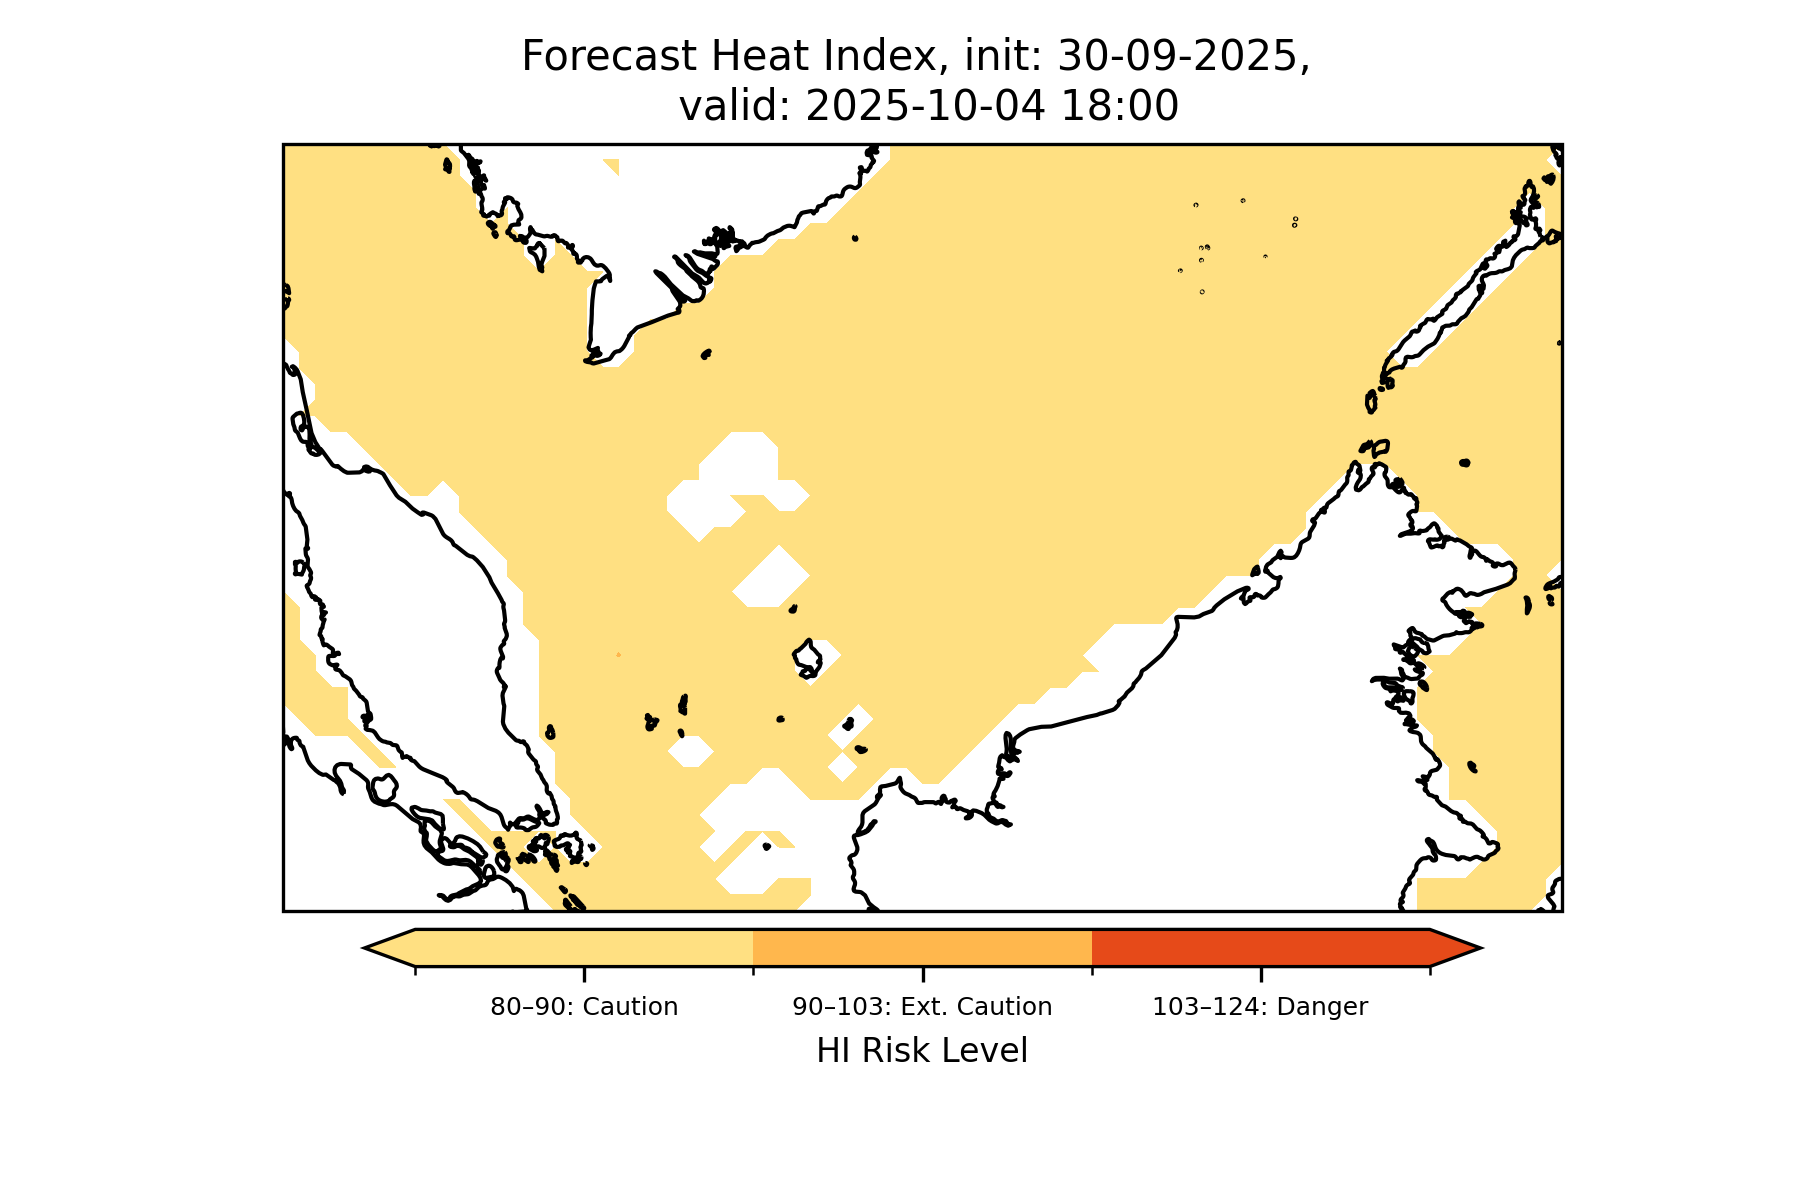 Forecast Heat Index, init: 30-09-2025,
valid: 2025-10-04 18:00
80–90: Caution
90–103: Ext. Caution
103–124: Danger
HI Risk Level